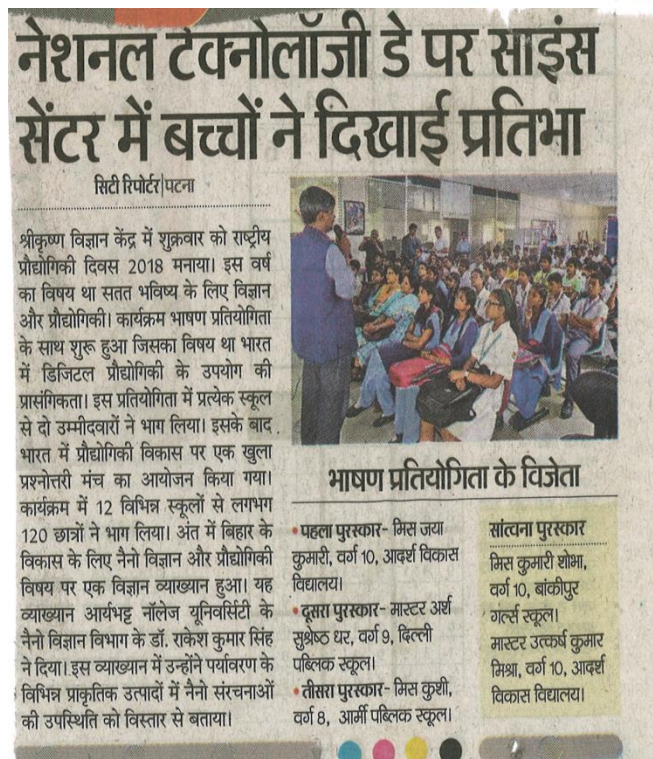 नेशनल टेक्नोलॉजी डे पर साइंस
सेंटर में बच्चों ने दिखाई प्रतिभा
सिटी रिपोर्टर|पटना
श्रीकृष्ण विज्ञान केंद्र में शुक्रवार को राष्ट्रीय
प्रौद्योगिकी दिवस 2018 मनाया। इस वर्ष
का विषय था सतत भविष्य के लिए विज्ञान
और प्रौद्योगिकी। कार्यक्रम भाषण प्रतियोगिता
के साथ शुरू हुआ जिसका विषय था भारत
में डिजिटल प्रौद्योगिकी के उपयोग की
प्रासंगिकता। इस प्रतियोगिता में प्रत्येक स्कूल
से दो उम्मीदवारों ने भाग लिया। इसके बाद
भारत में प्रौद्योगिकी विकास पर एक खुला
प्रश्नोत्तरी मंच का आयोजन किया गया।
कार्यक्रम में 12 विभिन्न स्कूलों से लगभग
120 छात्रों ने भाग लिया। अंत में बिहार के
विकास के लिए नैनो विज्ञान और प्रौद्योगिकी
विषय पर एक विज्ञान व्याख्यान हुआ। यह
व्याख्यान आर्यभट्ट नॉलेज यूनिवर्सिटी के
नैनो विज्ञान विभाग के डॉ. राकेश कुमार सिंह
ने दिया। इस व्याख्यान में उन्होंने पर्यावरण के
विभिन्न प्राकृतिक उत्पादों में नैनो संरचनाओं
की उपस्थिति को विस्तार से बताया।
भाषण प्रतियोगिता के विजेता
• पहला पुरस्कार- मिस जया
कुमारी, वर्ग 10, आदर्श विकास
विद्यालय।
• दूसरा पुरस्कार- मास्टर अर्श
सुश्रेष्ठ धर, वर्ग 9, दिल्ली
पब्लिक स्कूल।
• तीसरा पुरस्कार- मिस कुशी,
वर्ग 8, आर्मी पब्लिक स्कूल।
सांत्वना पुरस्कार
मिस कुमारी शोभा,
वर्ग 10, बांकीपुर
गर्ल्स स्कूल।
मास्टर उत्कर्ष कुमार
मिश्रा, वर्ग 10, आदर्श
विकास विद्यालय।